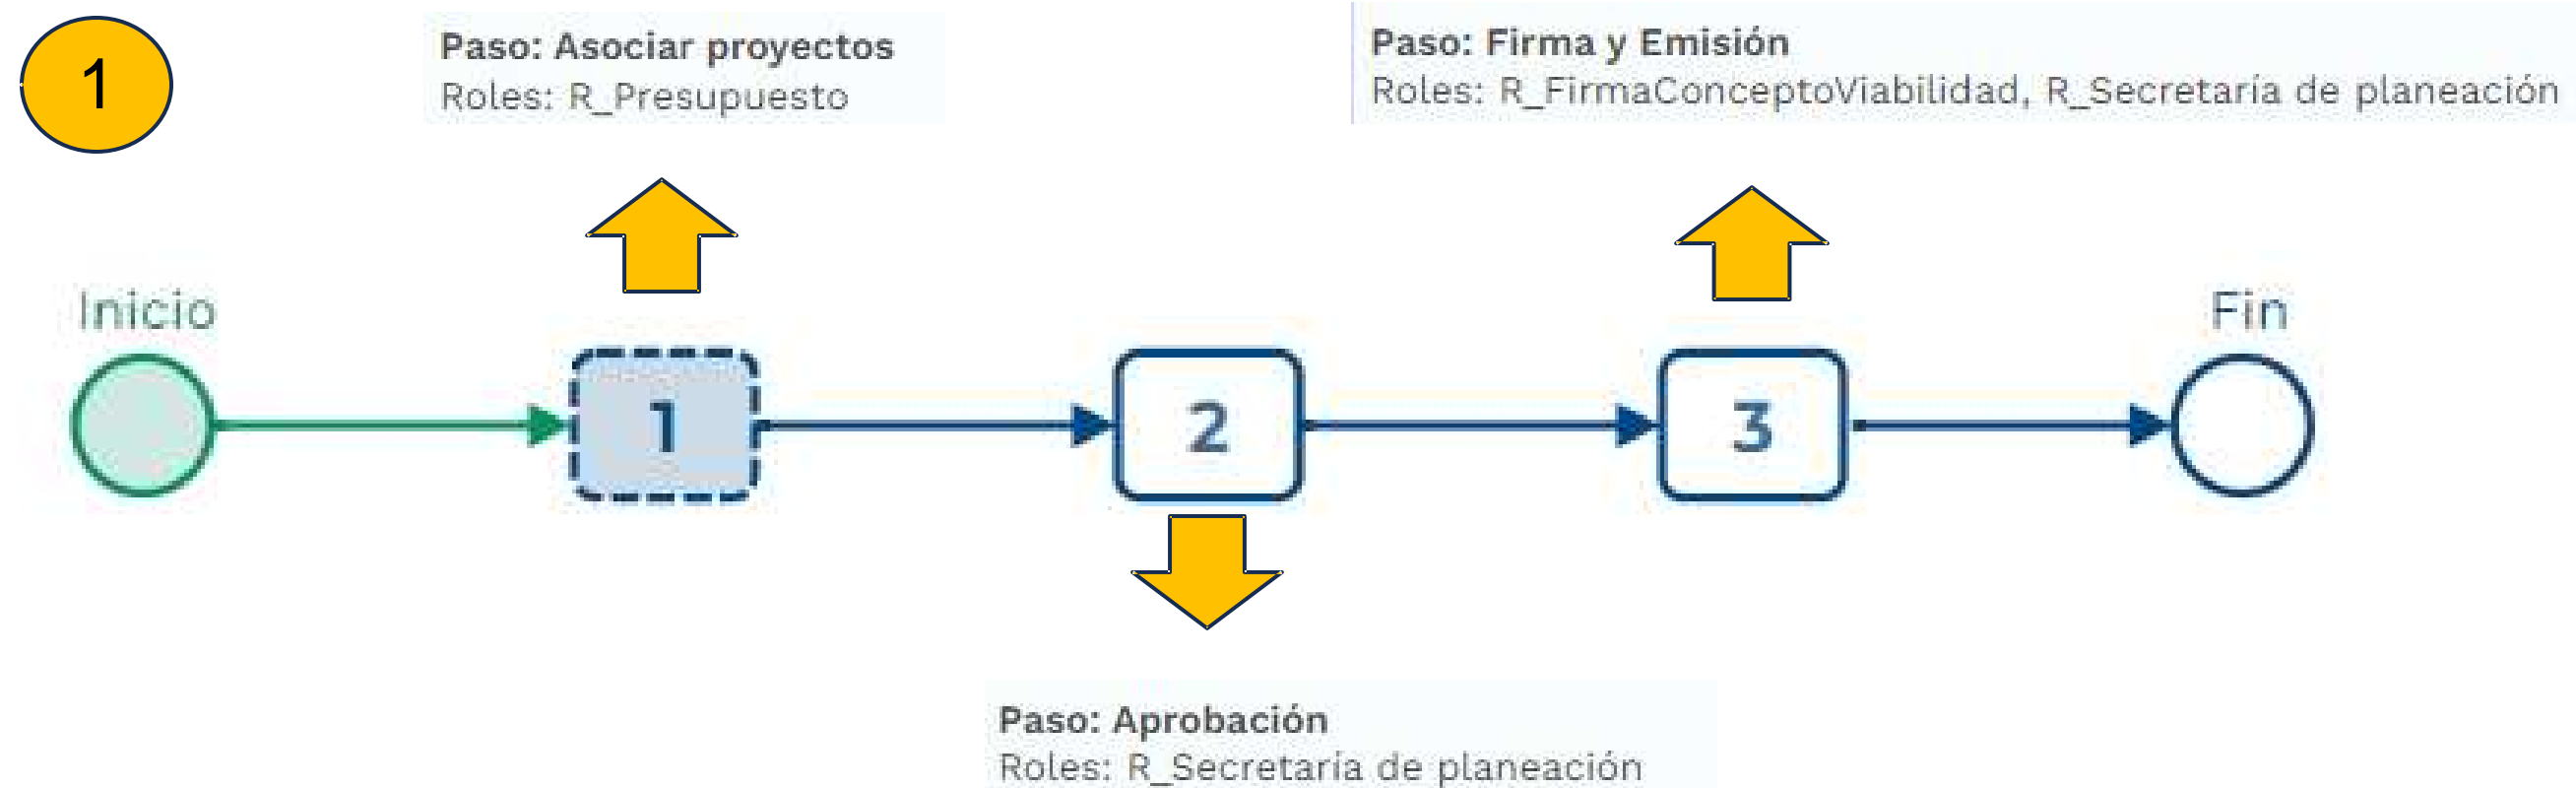 1
Paso: Asociar proyectos
Roles: R_Presupuesto
Paso: Firma y Emisión
Roles: R_FirmaConceptoViabilidad, R_Secretaría de planeación
Inicio
Fin
1
2
3
Paso: Aprobación
Roles: R_Secretaría de planeación